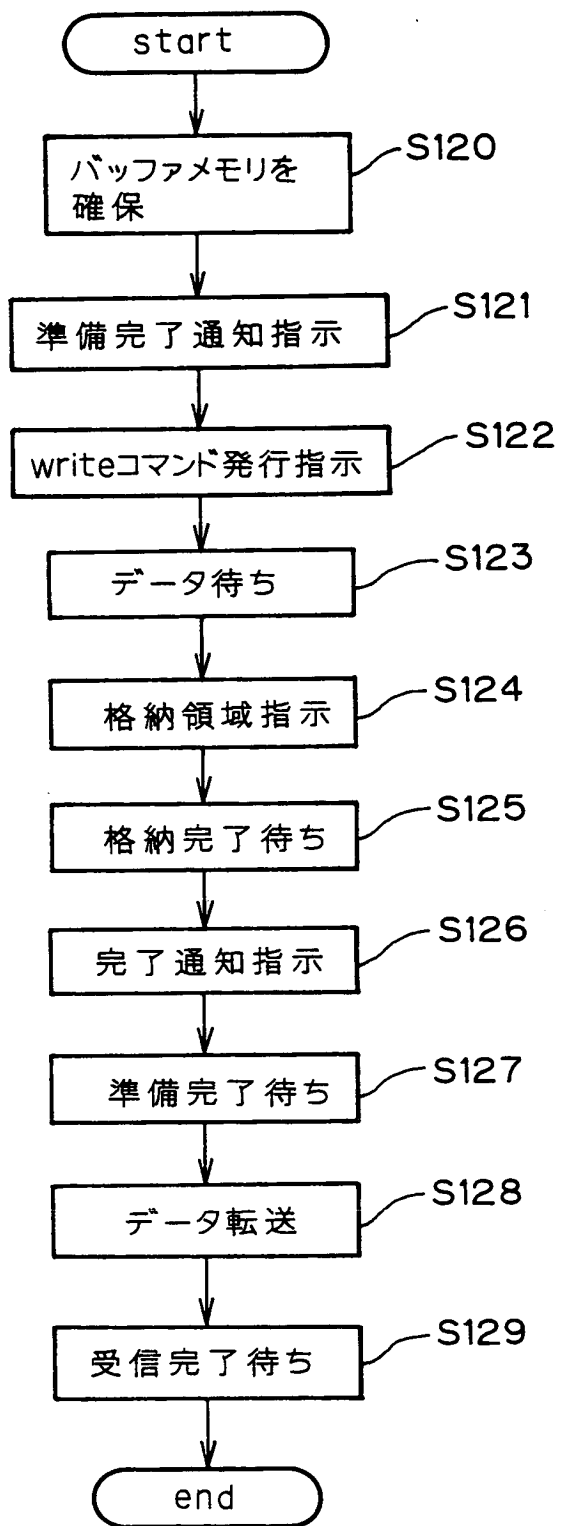 start
バッファメモリを
確保
S120
準備完了通知指示
S121
writeコマンド発行指示
S122
データ待ち
S123
格納領域指示
S124
格納完了待ち
S125
完了通知指示
S126
準備完了待ち
S127
データ転送
S128
受信完了待ち
S129
end